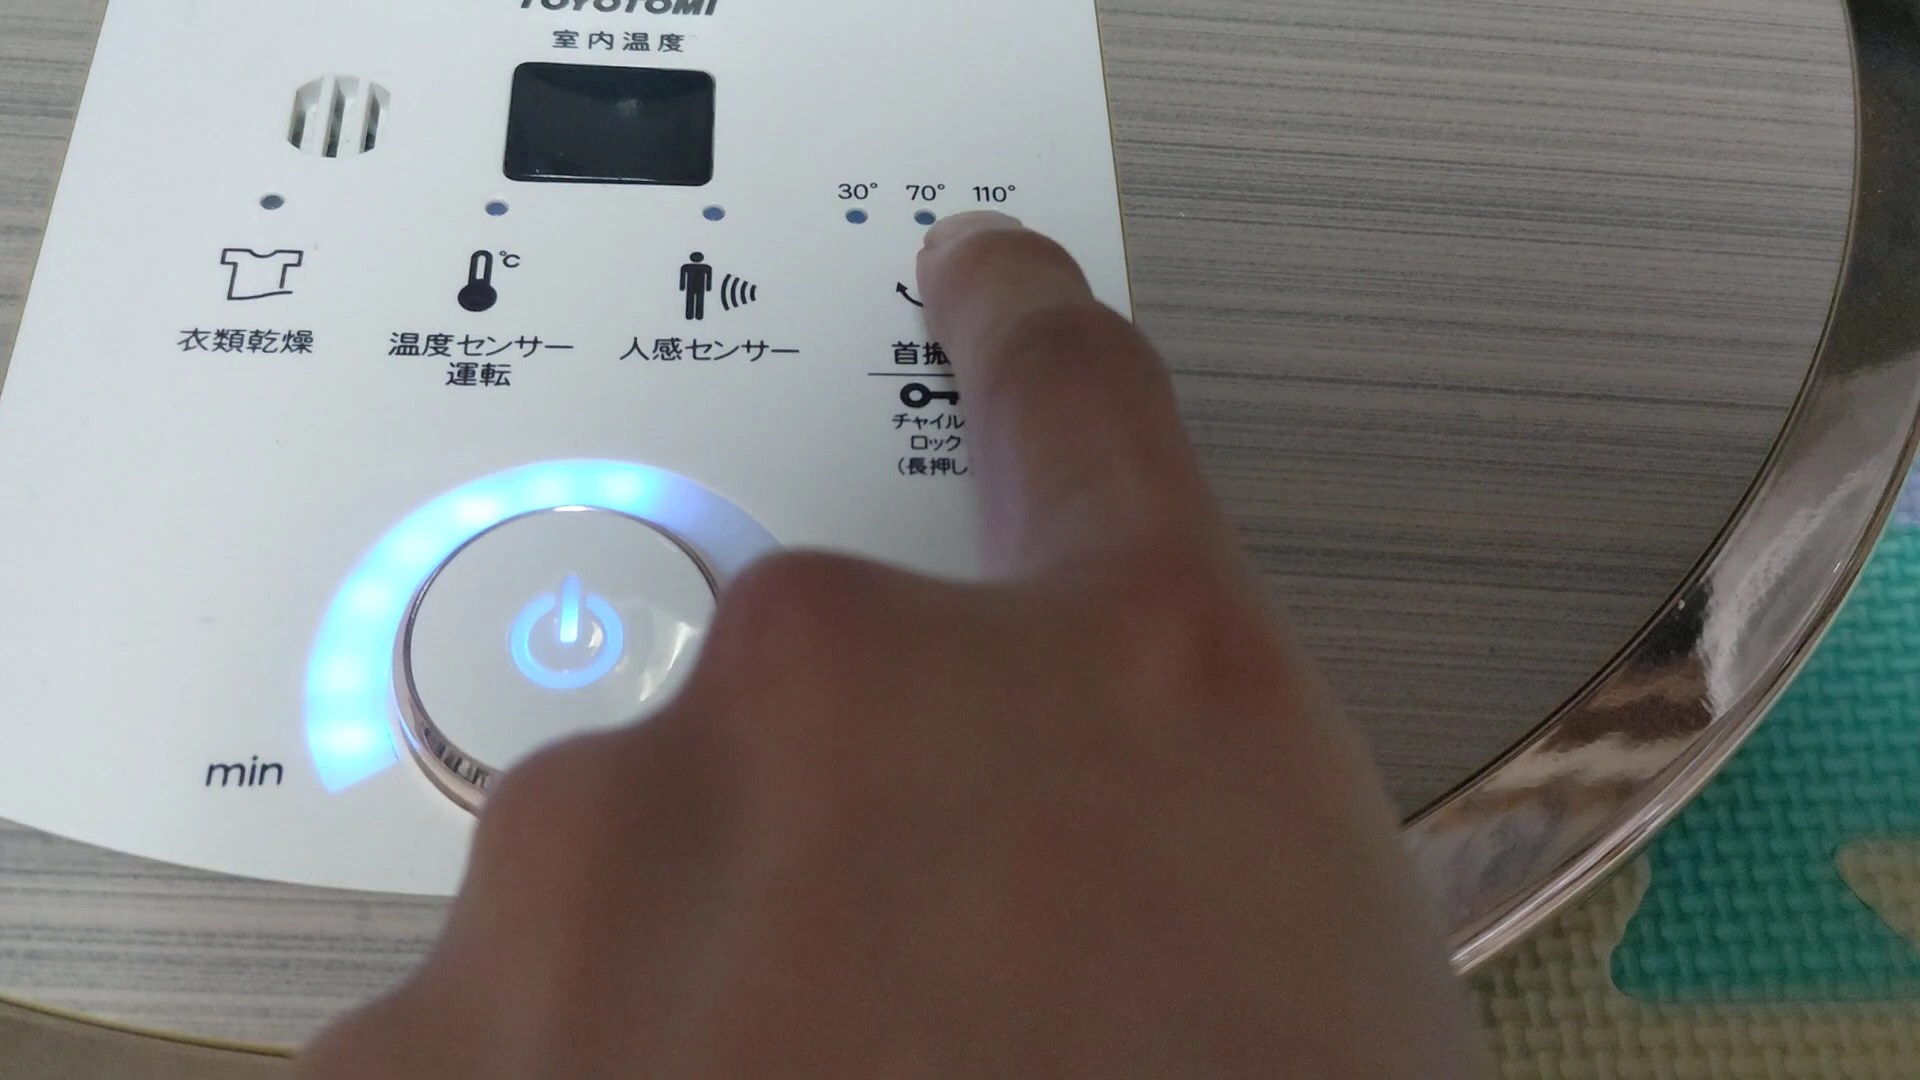 TOYOTOMI
室内温度
30° 70° 110°
℃
衣類乾燥
温度センサー
運転
人感センサー
首振
チャイル
ロック
(長押し
min